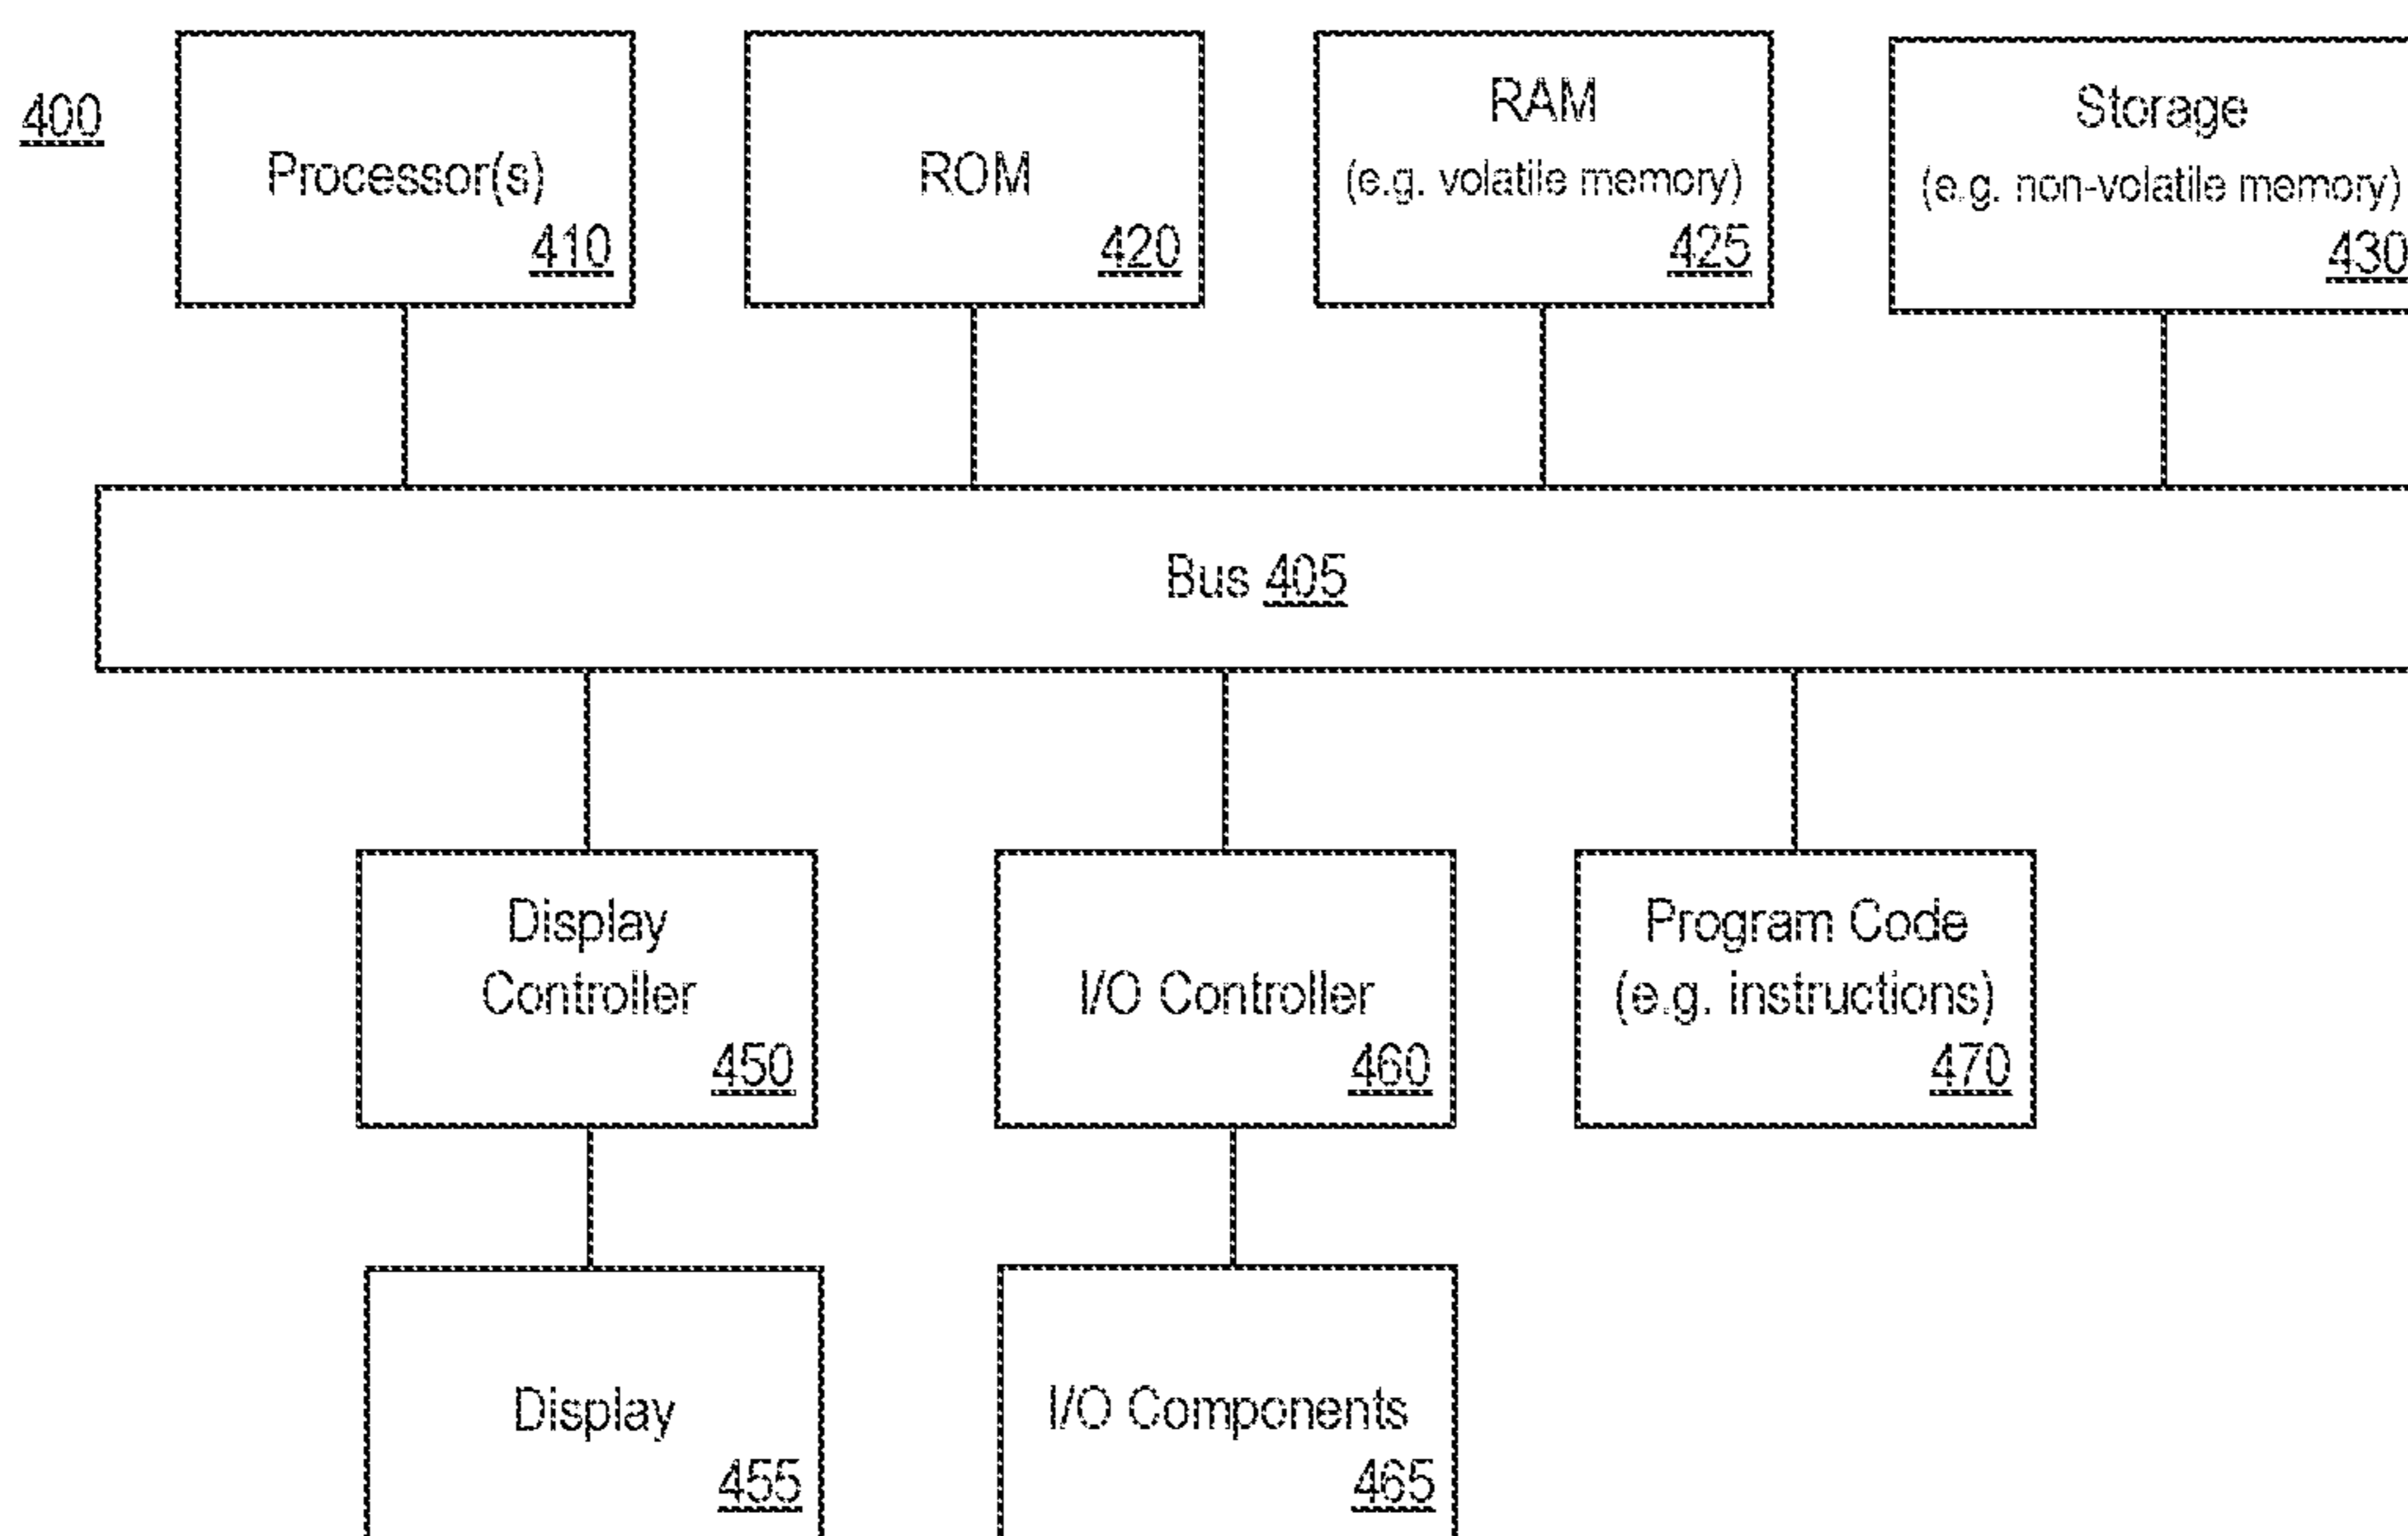 400
Processor(s)
410
ROM
420
RAM
(e.g. volatile memory)
425
Storage
(e.g. non-volatile memory)
430
Bus 405
Display
Controller
450
I/O Controller
460
Program Code
(e.g. instructions)
470
Display
455
I/O Components
465